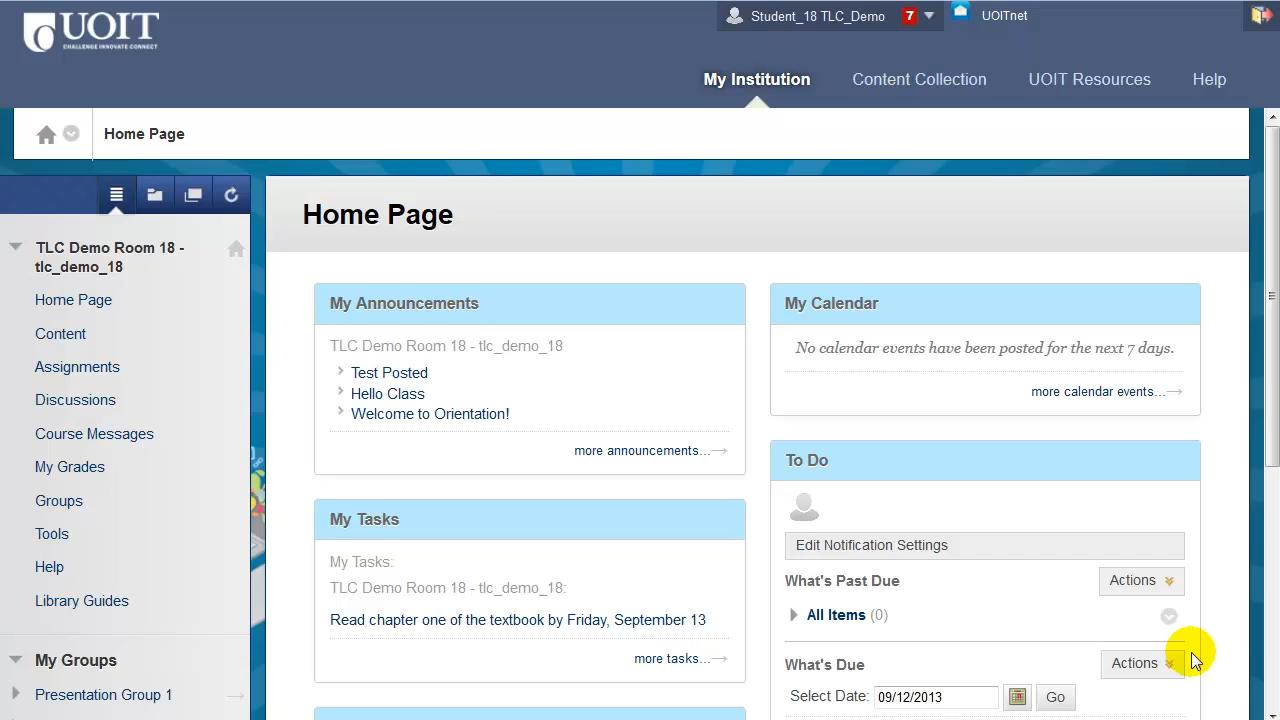 UOIT
CHALLENGE INNOVATE CONNECT
Student_18 TLC_Demo 7 UOITnet
My Institution Content Collection UOIT Resources Help
Home Page
TLC Demo Room 18 -
tlc_demo_18
Home Page
Content
Assignments
Discussions
Course Messages
My Grades
Groups
Tools
Help
Library Guides
My Groups
Presentation Group 1
Home Page
My Announcements
TLC Demo Room 18 - tlc_demo_18
Test Posted
Hello Class
Welcome to Orientation!
more announcements...
My Tasks
My Tasks:
TLC Demo Room 18 - tlc_demo_18:
Read chapter one of the textbook by Friday, September 13
more tasks...
My Calendar
No calendar events have been posted for the next 7 days.
more calendar events...
To Do
Edit Notification Settings
What's Past Due Actions
All Items (0)
What's Due Actions
Select Date: 09/12/2013 Go